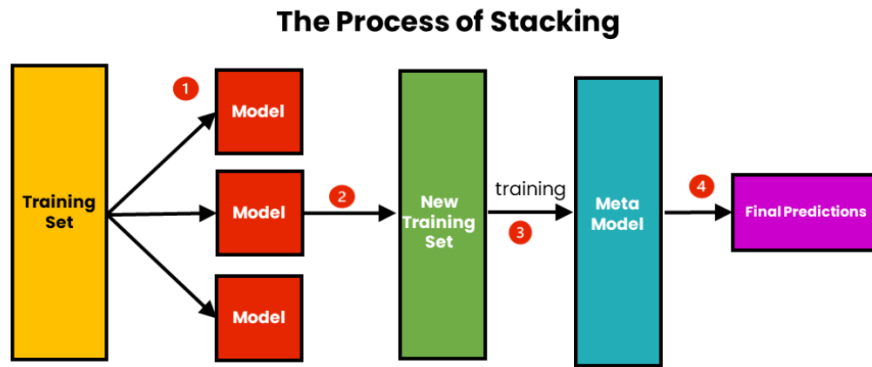 The Process of Stacking
1
Model
Training
Set
Model
2
New
Training
Set
training
3
Meta
Model
4
Final Predictions
Model